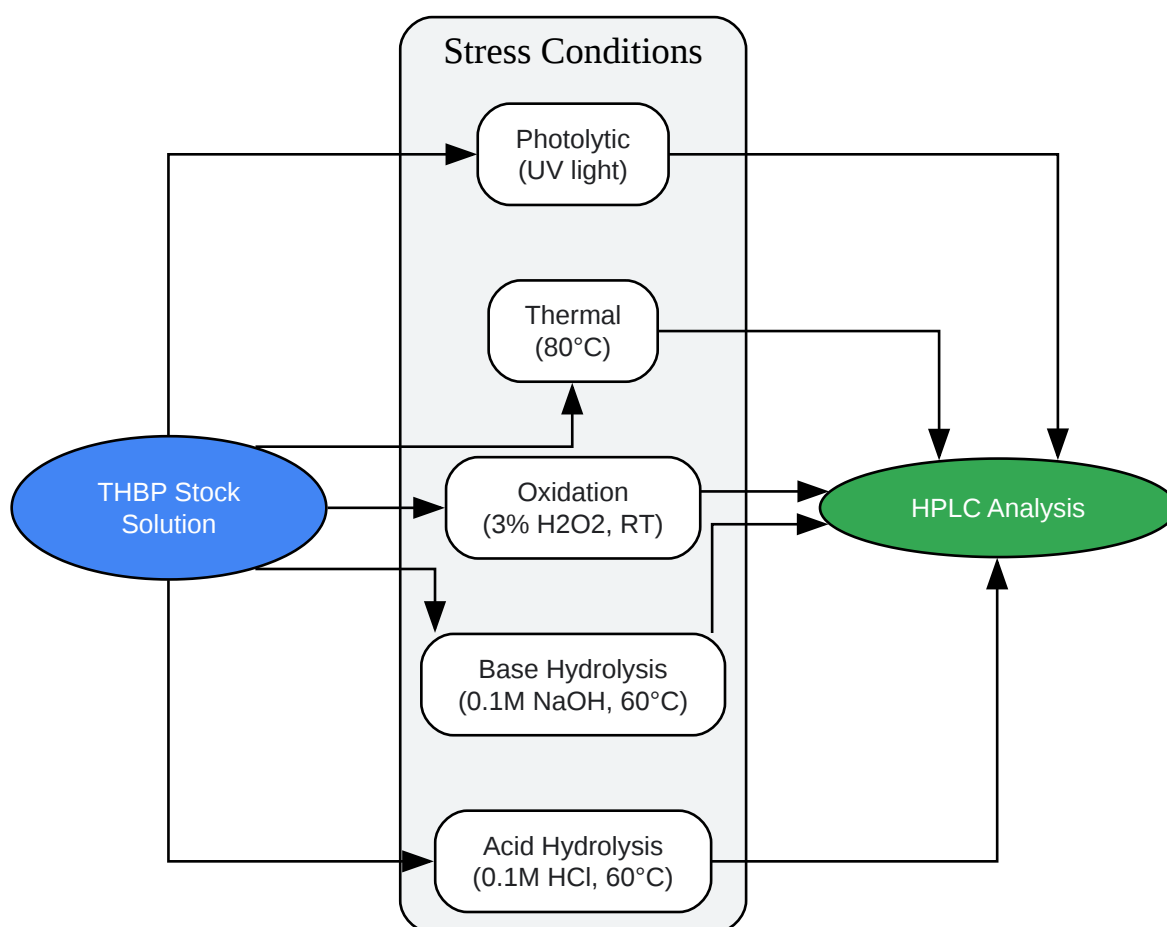 Stress Conditions
Photolytic
(UV light)
Thermal
(80°C)
THBP Stock
Solution
Oxidation
(3% H2O2, RT)
HPLC Analysis
Base Hydrolysis
(0.1M NaOH, 60°C)
Acid Hydrolysis
(0.1M HCl, 60°C)